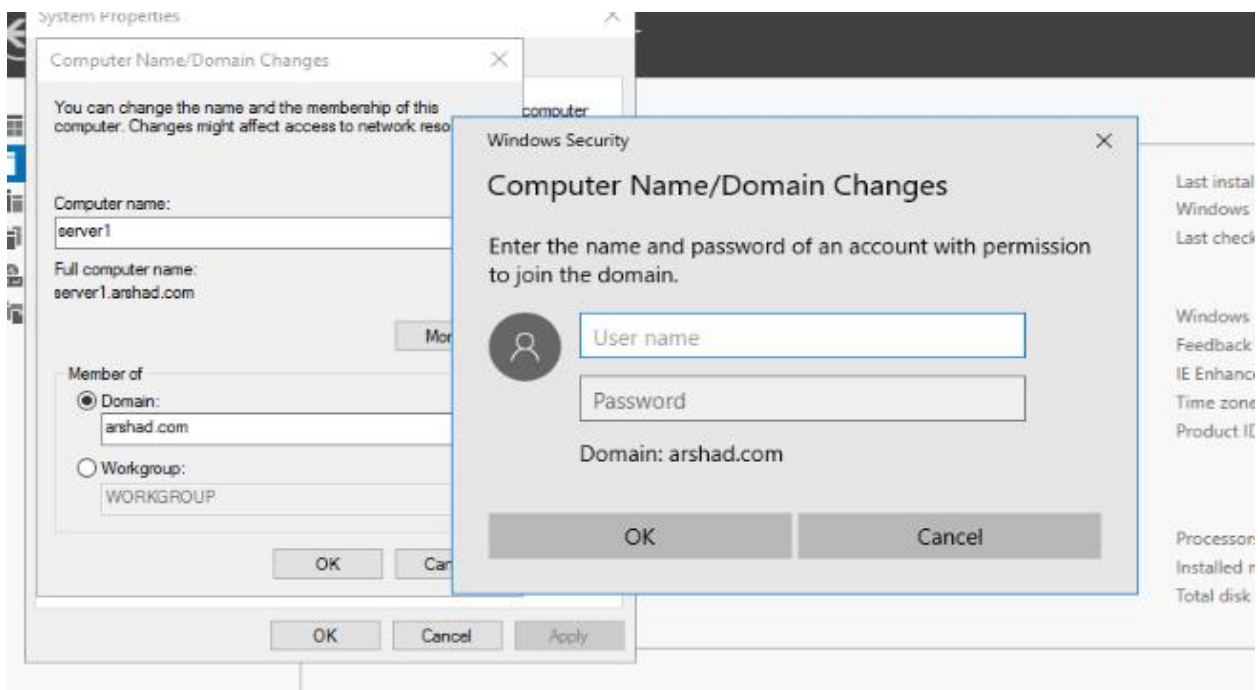 System Properties
Computer Name/Domain Changes
You can change the name and the membership of this
computer. Changes might affect access to network reso
computer
Computer name:
server1
Full computer name:
server1.arshad.com
Mor
Member of
Domain:
arshad.com
Workgroup:
WORKGROUP
OK
Can
OK
Cancel
Apply
Windows Security
Computer Name/Domain Changes
Enter the name and password of an account with permission
to join the domain.
User name
Password
Domain: arshad.com
OK
Cancel
Last instal
Windows
Last check
Windows
Feedback
IE Enhance
Time zone
Product ID
Processors
Installed
Total disk